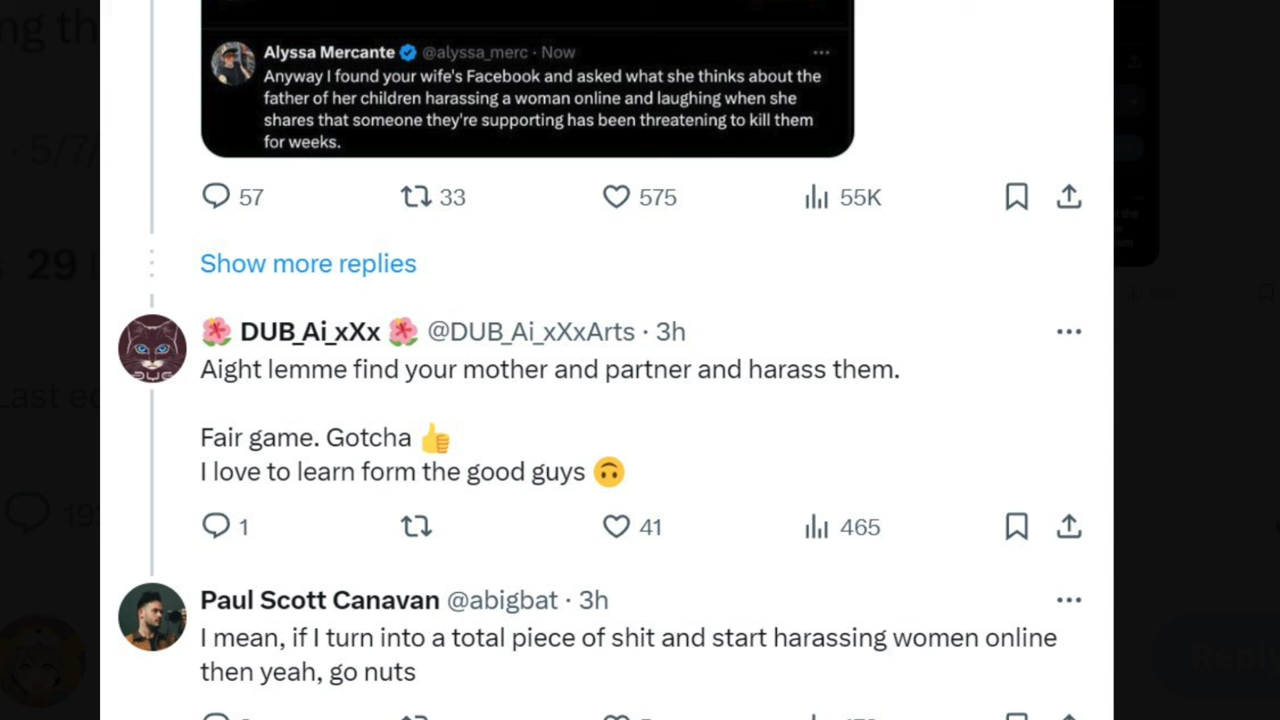 Alyssa Mercante @alyssa_merc · Now
Anyway I found your wife's Facebook and asked what she thinks about the
father of her children harassing a woman online and laughing when she
shares that someone they're supporting has been threatening to kill them
for weeks.
57 33 575 55K
Show more replies
🌺 DUB_Ai_xXx 🌺 @DUB_Ai_xXxArts · 3h
Aight lemme find your mother and partner and harass them.
Fair game. Gotcha 👍
I love to learn form the good guys 🙃
1 41 465
Paul Scott Canavan @abigbat · 3h
I mean, if I turn into a total piece of shit and start harassing women online
then yeah, go nuts
29